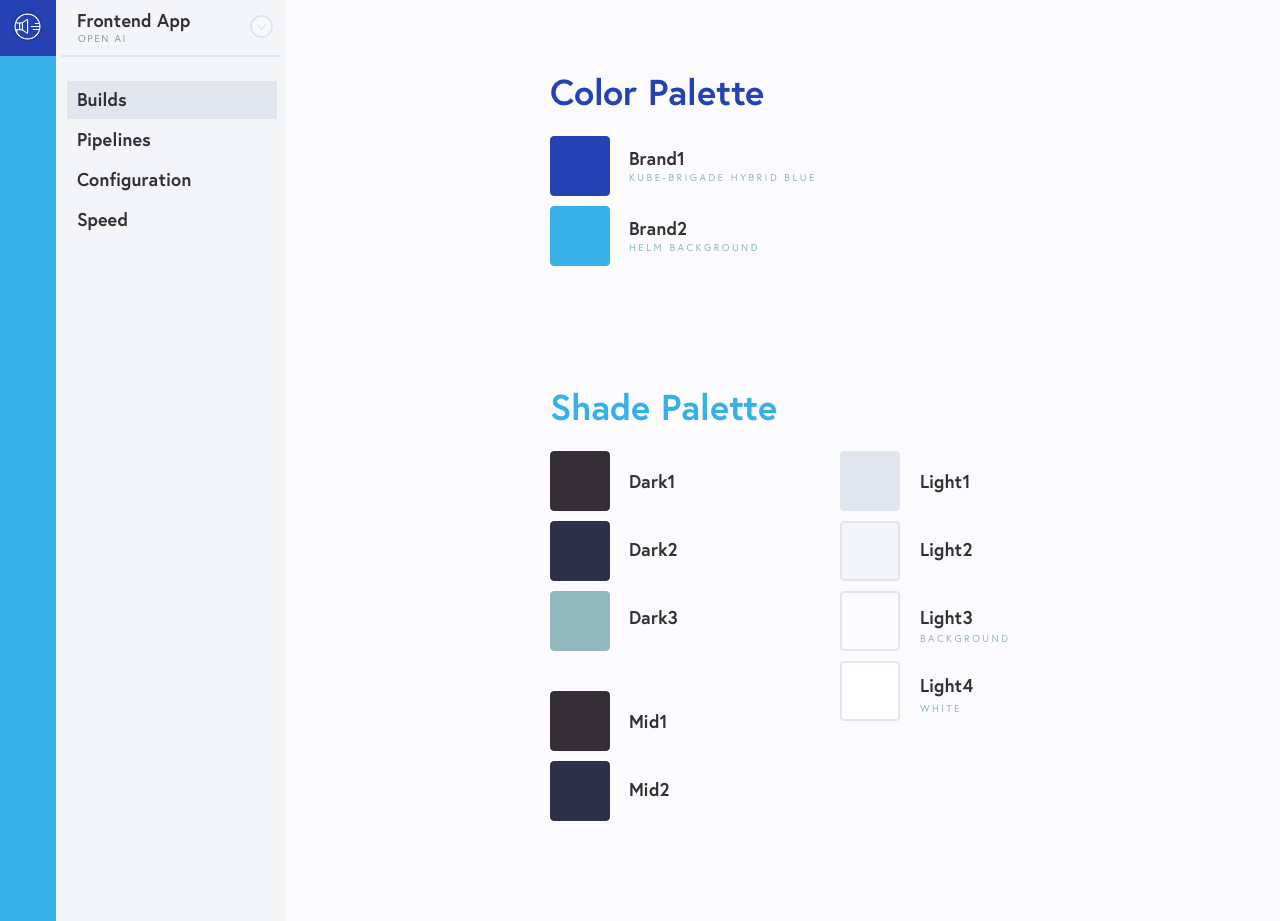 Frontend App
OPEN AI
Builds
Pipelines
Configuration
Speed
Color Palette
Brand1
KUBE-BRIGADE HYBRID BLUE
Brand2
HELM BACKGROUND
Shade Palette
Dark1
Dark2
Dark3
Mid1
Mid2
Light1
Light2
Light3
BACKGROUND
Light4
WHITE